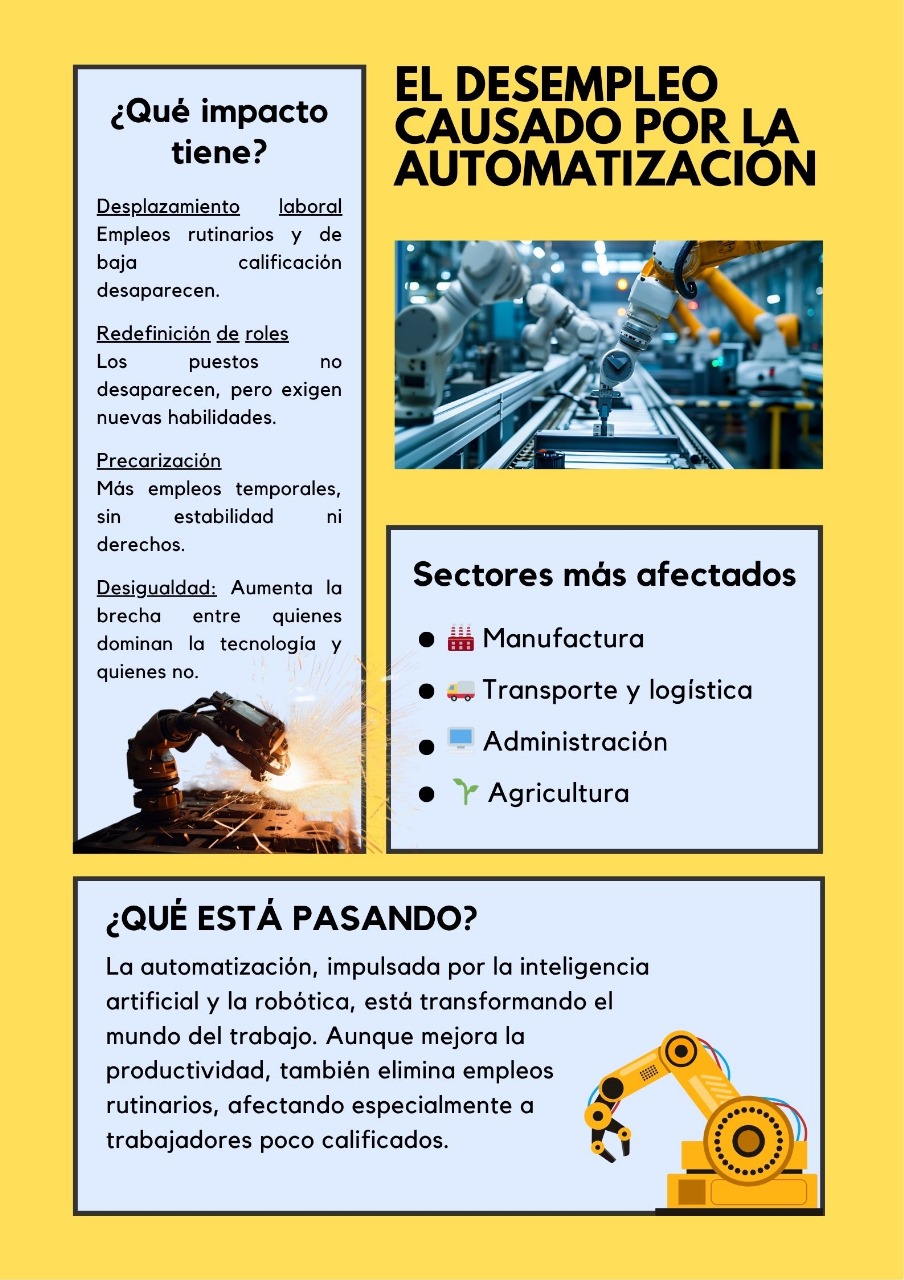 EL DESEMPLEO
CAUSADO POR LA
AUTOMATIZACIÓN
¿Qué impacto
tiene?
Desplazamiento laboral
Empleos rutinarios y de
baja calificación
desaparecen.
Redefinición de roles
Los puestos no
desaparecen, pero exigen
nuevas habilidades.
Precarización
Más empleos temporales,
sin estabilidad ni
derechos.
Desigualdad: Aumenta la
brecha entre quienes
dominan la tecnología y
quienes no.
Sectores más afectados
Manufactura
Transporte y logística
Administración
Agricultura
¿QUÉ ESTÁ PASANDO?
La automatización, impulsada por la inteligencia
artificial y la robótica, está transformando el
mundo del trabajo. Aunque mejora la
productividad, también elimina empleos
rutinarios, afectando especialmente a
trabajadores poco calificados.